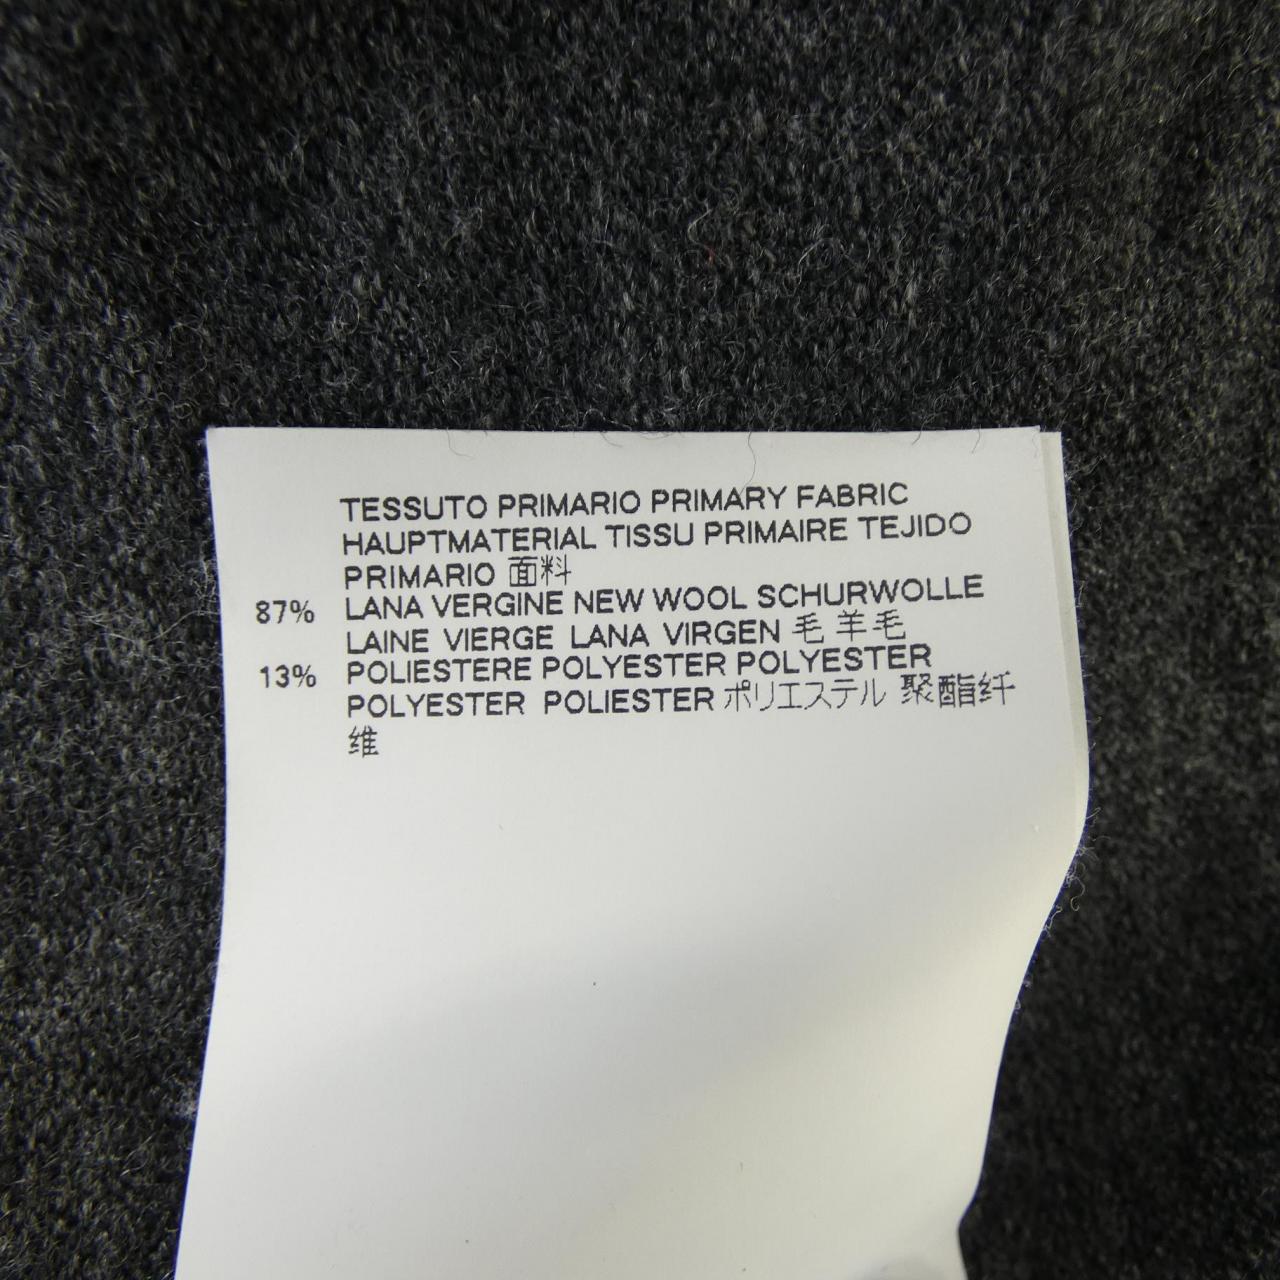 TESSUTO PRIMARIO PRIMARY FABRIC
HAUPTMATERIAL TISSU PRIMAIRE TEJIDO
PRIMARIO 面料
87% LANA VERGINE NEW WOOL SCHURWOLLE
LAINE VIERGE LANA VIRGEN 毛 羊毛
13% POLIESTERE POLYESTER POLYESTER
POLYESTER POLIESTER ポリエステル 聚酯纤
维